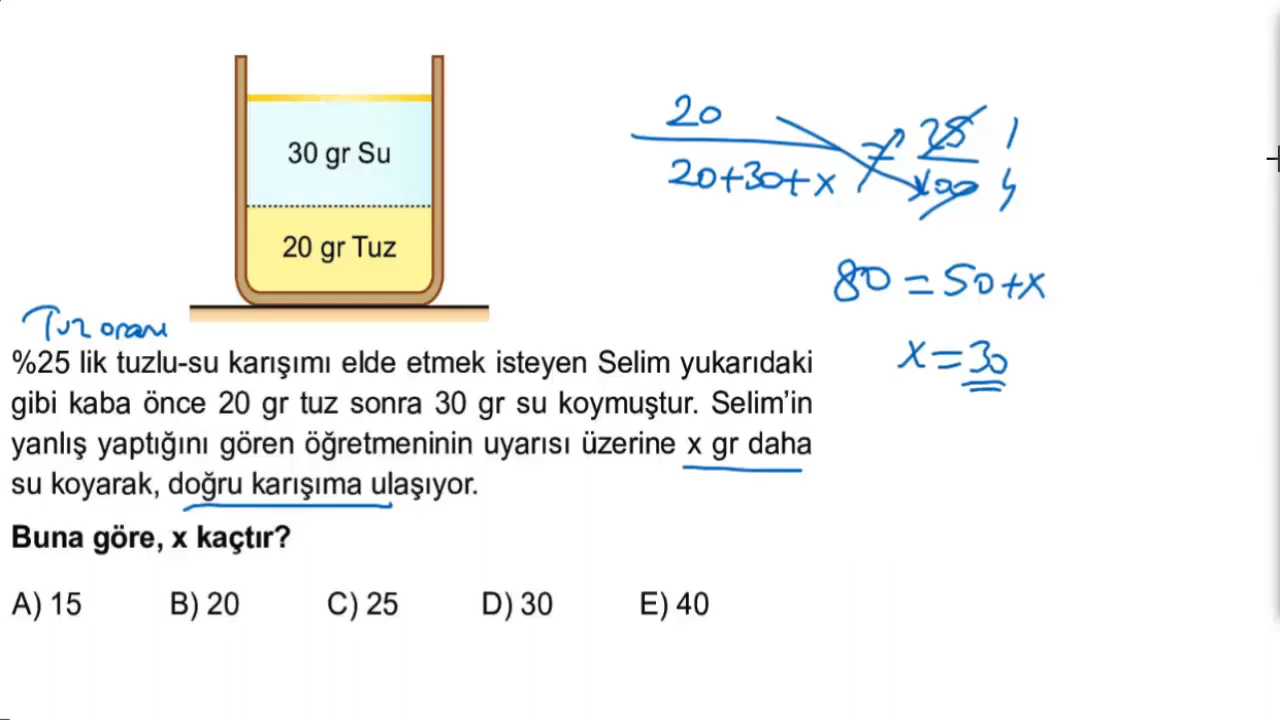 30 gr Su
20 gr Tuz
20
20+30+x
=
25
100
1
4
80 = 50+x
x = 30
Tuz oranı
%25 lik tuzlu-su karışımı elde etmek isteyen Selim yukarıdaki
gibi kaba önce 20 gr tuz sonra 30 gr su koymuştur. Selim'in
yanlış yaptığını gören öğretmeninin uyarısı üzerine x gr daha
su koyarak, doğru karışıma ulaşıyor.
Buna göre, x kaçtır?
A) 15 B) 20 C) 25 D) 30 E) 40